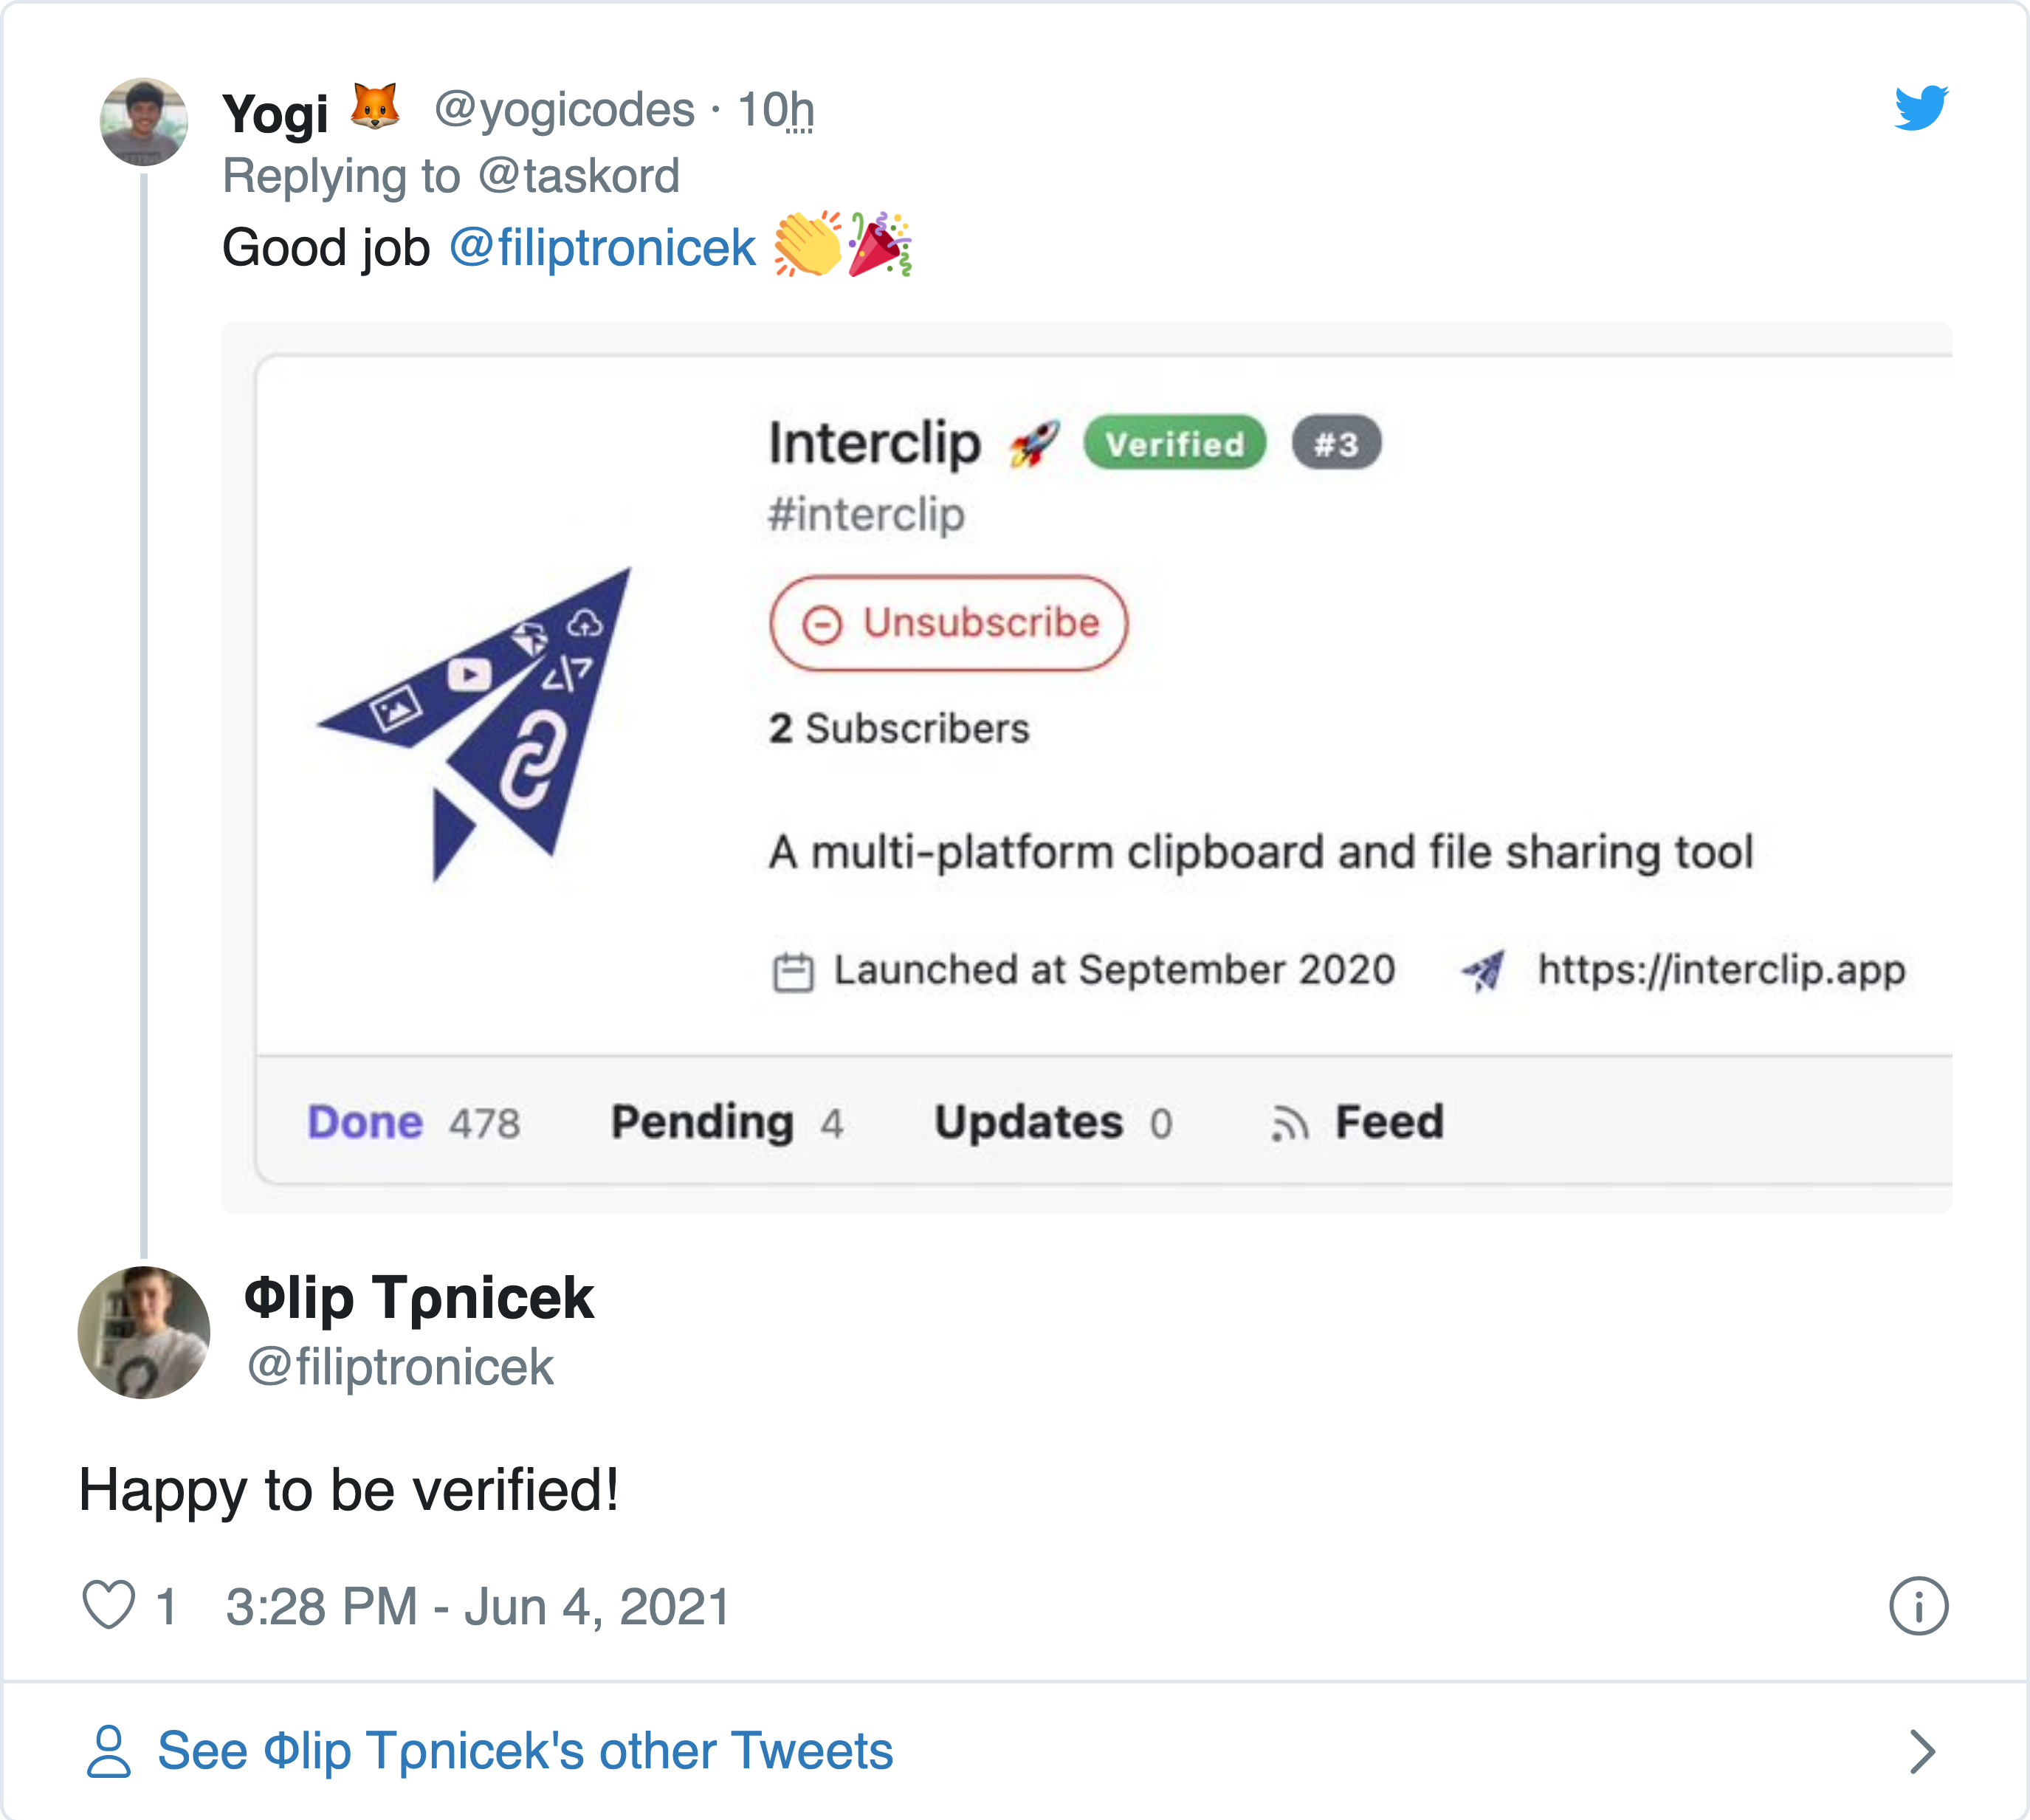 Yogi 🦊 @yogicodes · 10h
Replying to @taskord
Good job @filiptronicek 👏🎉
Interclip 🚀 Verified #3
#interclip
Unsubscribe
2 Subscribers
A multi-platform clipboard and file sharing tool
Launched at September 2020 https://interclip.app
Done 478 Pending 4 Updates 0 Feed
Φlip Tρnicek
@filiptronicek
Happy to be verified!
1 3:28 PM - Jun 4, 2021
See Φlip Tρnicek's other Tweets